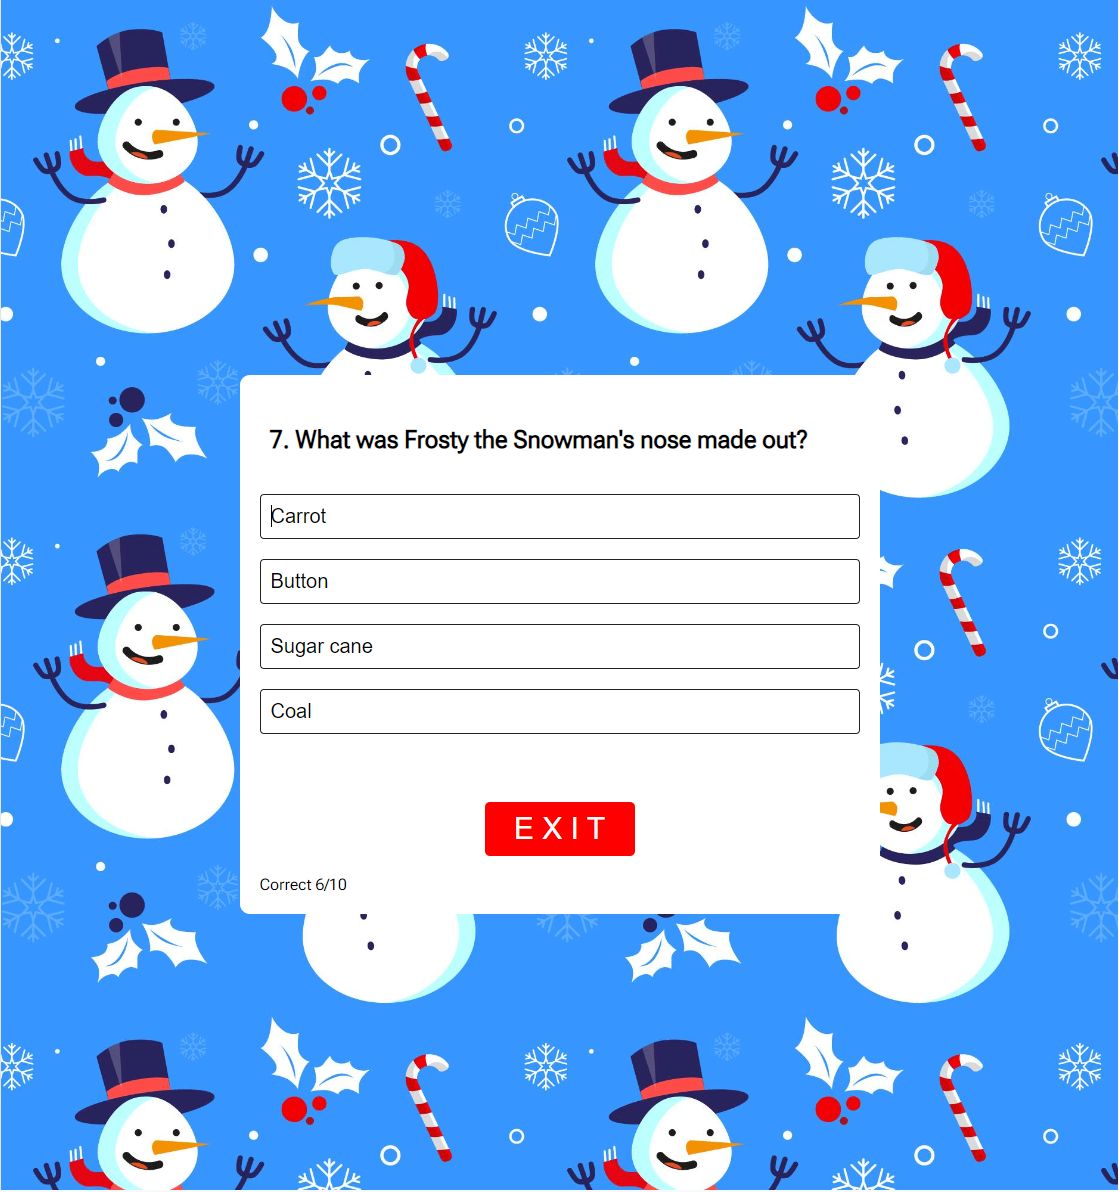 7. What was Frosty the Snowman's nose made out?
Carrot
Button
Sugar cane
Coal
EXIT
Correct 6/10